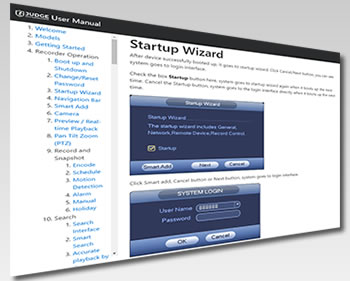 2UDGE User Manual
1. Welcome
2. Models
3. Getting Started
4. Recorder Operation
1. Boot up and
Shutdown
2. Change/Reset
Password
3. Startup Wizard
4. Navigation Bar
5. Smart Add
6. Camera
7. Preview / Real-
time Playback
8. Pan Tilt Zoom
(PTZ)
9. Record and
Snapshot
1. Encode
2. Schedule
3. Motion
Detection
4. Alarm
5. Manual
6. Holiday
10. Search
1. Search
Interface
2. Smart
Search
3. Accurate
playback by
Startup Wizard
After device successfully booted up, it goes to startup wizard. Click Cancel/Next button, you can see
system goes to login interface.
Check the box Startup button here, system goes to startup wizard again when it boots up the next
time. Cancel the Startup button, system goes to the login interface directly when it boots up the next
time.
Startup Wizard
Startup Wizard
The startup wizard includes General,
Network,Remote Device,Record Control.
Startup
Smart Add Next Cancel
Click Smart add, Cancel button or Next button, system goes to login interface
SYSTEM LOGIN
User Name 888888
Password
OK Cancel